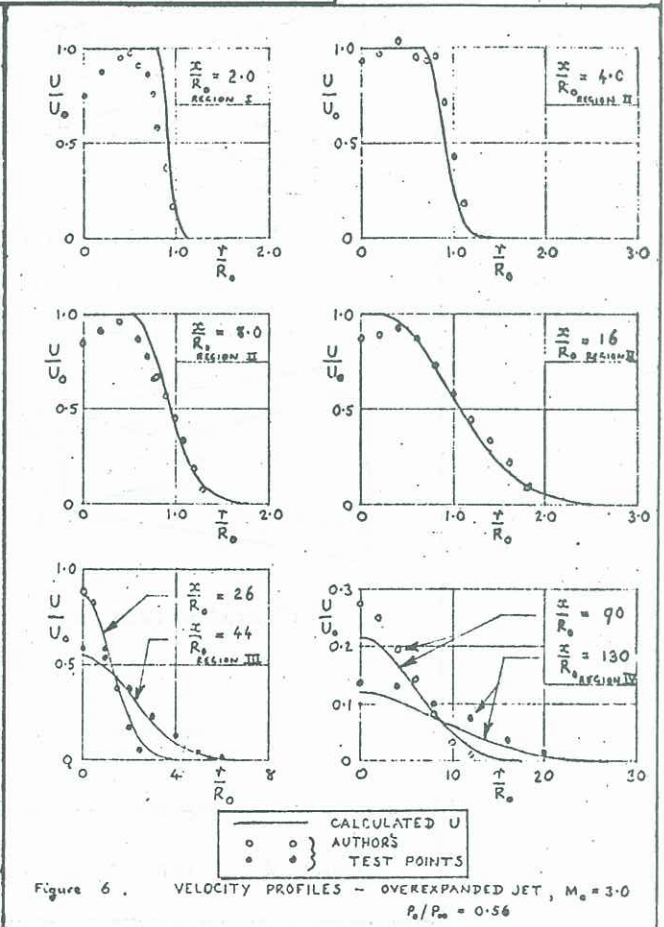 1.0
U
U₀
0.5
0
x/R₀ = 2.0
REGION I
1.0
r/R₀
2.0
1.0
U
U₀
0.5
0
x/R₀ = 4.0
REGION II
0
1.0
r/R₀
2.0
3.0
1.0
U
U₀
0.5
0
x/R₀ = 8.0
REGION II
0
1.0
r/R₀
2.0
1.0
U
U₀
0.5
0
x/R₀ = 16
REGION II
0
1.0
r/R₀
2.0
3.0
1.0
U
U₀
0.5
0
x/R₀ = 26
x/R₀ = 44
REGION III
0
4
r/R₀
8
0.3
U
U₀
0.2
0.1
0
x/R₀ = 90
x/R₀ = 130
REGION IV
0
10
r/R₀
20
30
CALCULATED U
AUTHOR'S
TEST POINTS
Figure 6. VELOCITY PROFILES - OVEREXPANDED JET, M₀ = 3.0
P₀/P∞ = 0.56